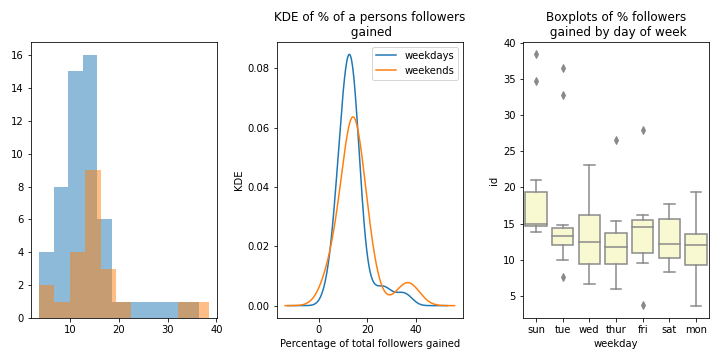 16
14
12
10
8
6
4
2
0
10
20
30
40
KDE of % of a persons followers
gained
weekdays
weekends
KDE
0.08
0.06
0.04
0.02
0.00
0
20
40
Percentage of total followers gained
Boxplots of % followers
gained by day of week
id
40
35
30
25
20
15
10
5
sun
tue
wed
thur
fri
sat
mon
weekday